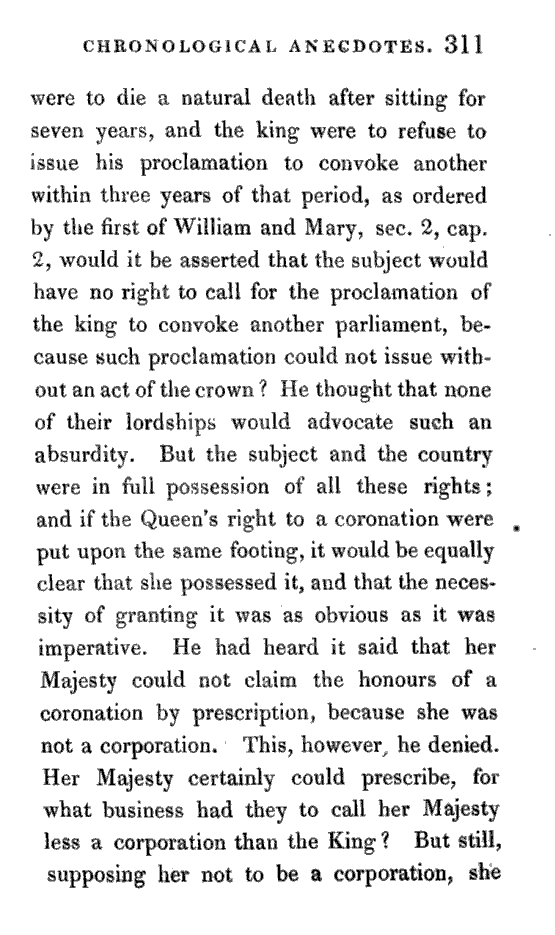 CHRONOLOGICAL ANECDOTES. 311
were to die a natural death after sitting for
seven years, and the king were to refuse to
issue his proclamation to convoke another
within three years of that period, as ordered
by the first of William and Mary, sec. 2, cap.
2, would it be asserted that the subject would
have no right to call for the proclamation of
the king to convoke another parliament, be-
cause such proclamation could not issue with-
out an act of the crown? He thought that none
of their lordships would advocate such an
absurdity. But the subject and the country
were in full possession of all these rights;
and if the Queen's right to a coronation were
put upon the same footing, it would be equally
clear that she possessed it, and that the neces-
sity of granting it was as obvious as it was
imperative. He had heard it said that her
Majesty could not claim the honours of a
coronation by prescription, because she was
not a corporation. This, however, he denied.
Her Majesty certainly could prescribe, for
what business had they to call her Majesty
less a corporation than the King? But still,
supposing her not to be a corporation, she